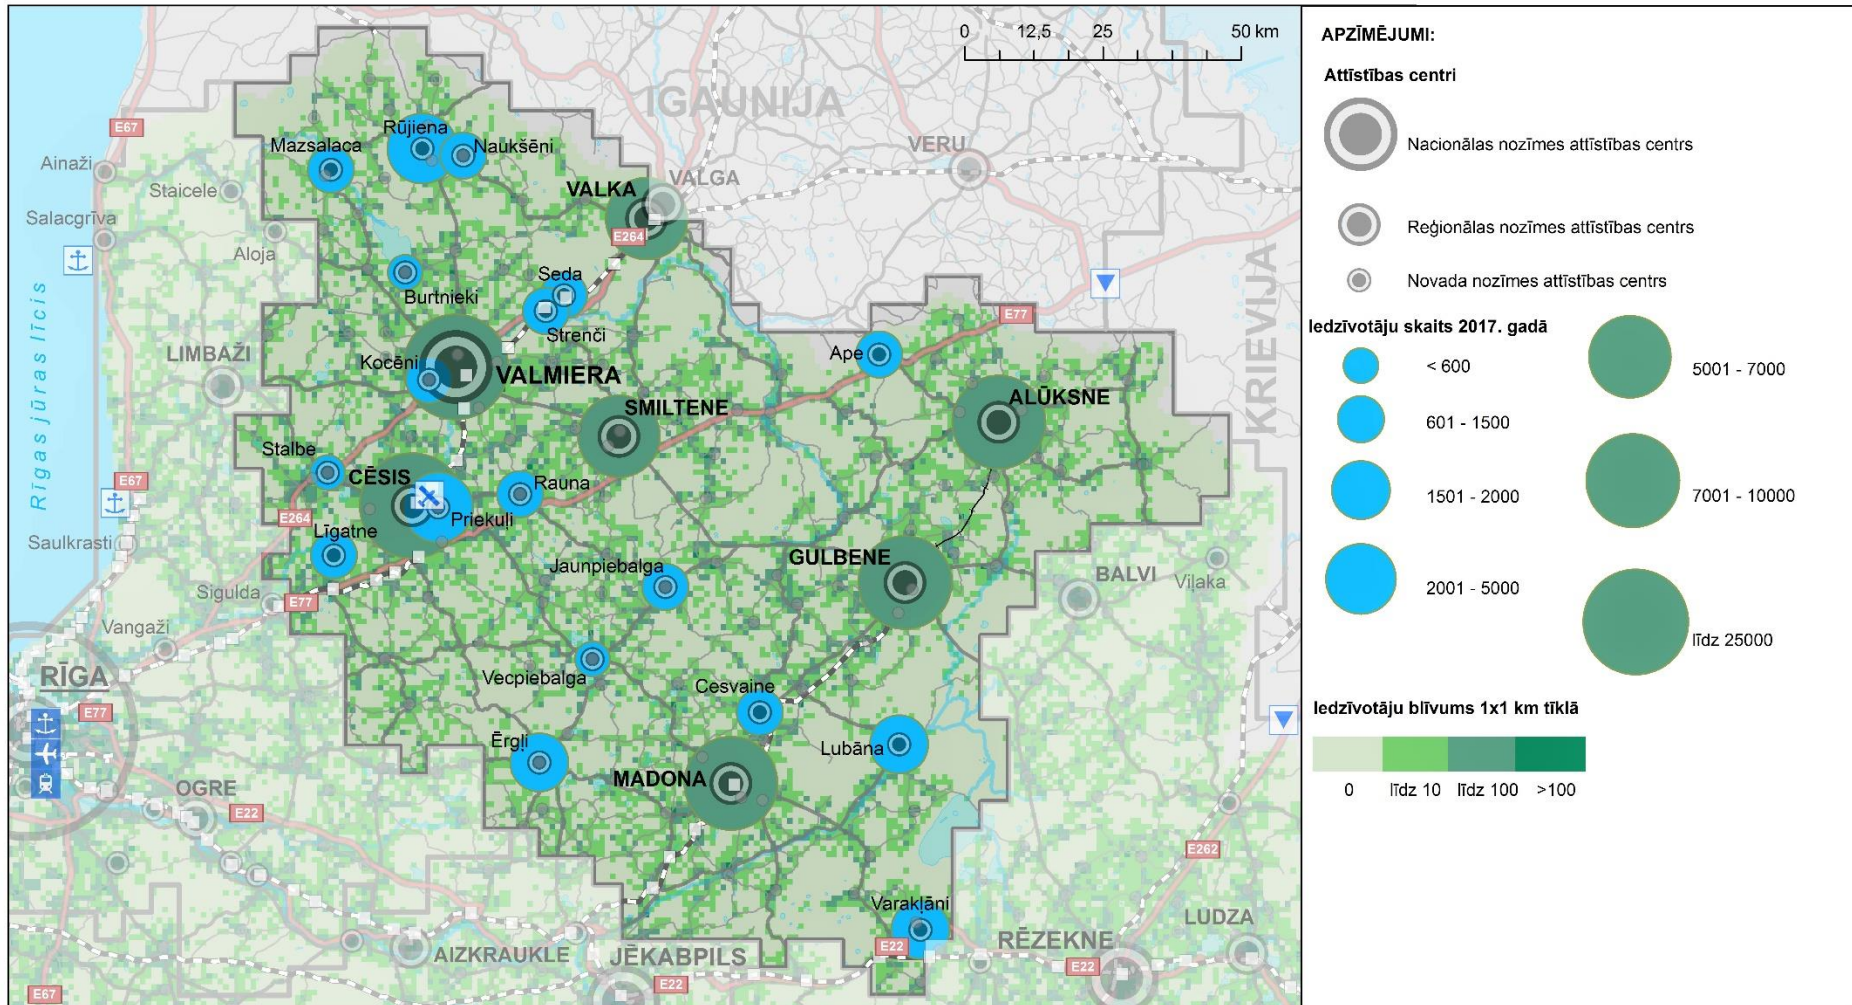 0 12,5 25 50 km
IGAUNIJA
E67
Rūjiena
Mazsalaca
Naukšēni
VERU
Ainaži
Staicele
VALKA
VALGA
Salacgrīva
Aloja
E264
KRIEVIJA
Rīgas jūras līcis
Burtnieki
Seda
Strenči
E77
LIMBAŽI
Kocēni
VALMIERA
Ape
SMILTENE
ALŪKSNE
Stalbe
CĒSIS
Rauna
E67
E264
Priekuļi
Līgatne
Saulkrasti
Jaunpiebalga
GULBENE
BALVI
Viļaka
Sigulda
E77
Vangaži
RĪGA
Vecpiebalga
Cesvaine
E77
Ērgļi
Lubāna
MADONA
OGRE
E22
E262
Varakļāni
LUDZA
AIZKRAUKLE
JĒKABPILS
E22
RĒZEKNE
E22
E22
E67
APZĪMĒJUMI:
Attīstības centri
Nacionālas nozīmes attīstības centrs
Reģionālas nozīmes attīstības centrs
Novada nozīmes attīstības centrs
Iedzīvotāju skaits 2017. gadā
< 600
601 - 1500
1501 - 2000
2001 - 5000
5001 - 7000
7001 - 10000
līdz 25000
Iedzīvotāju blīvums 1x1 km tīklā
0 līdz 10 līdz 100 >100